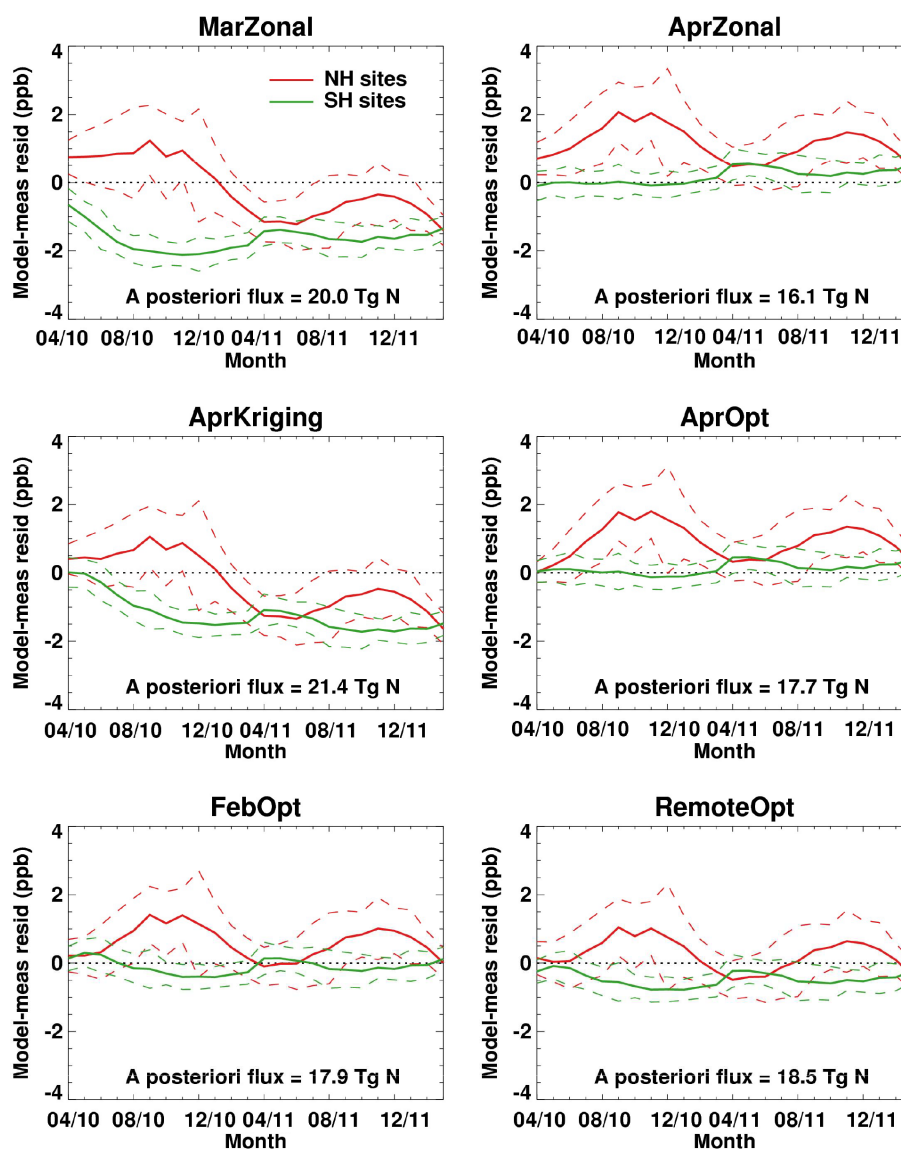 MarZonal
4
2
0
-2
-4
Model-meas resid (ppb)
NH sites
SH sites
A posteriori flux = 20.0 Tg N
04/10 08/10 12/10 04/11 08/11 12/11
Month
AprZonal
4
2
0
-2
-4
Model-meas resid (ppb)
A posteriori flux = 16.1 Tg N
04/10 08/10 12/10 04/11 08/11 12/11
Month
AprKriging
4
2
0
-2
-4
Model-meas resid (ppb)
A posteriori flux = 21.4 Tg N
04/10 08/10 12/10 04/11 08/11 12/11
Month
AprOpt
4
2
0
-2
-4
Model-meas resid (ppb)
A posteriori flux = 17.7 Tg N
04/10 08/10 12/10 04/11 08/11 12/11
Month
FebOpt
4
2
0
-2
-4
Model-meas resid (ppb)
A posteriori flux = 17.9 Tg N
04/10 08/10 12/10 04/11 08/11 12/11
Month
RemoteOpt
4
2
0
-2
-4
Model-meas resid (ppb)
A posteriori flux = 18.5 Tg N
04/10 08/10 12/10 04/11 08/11 12/11
Month